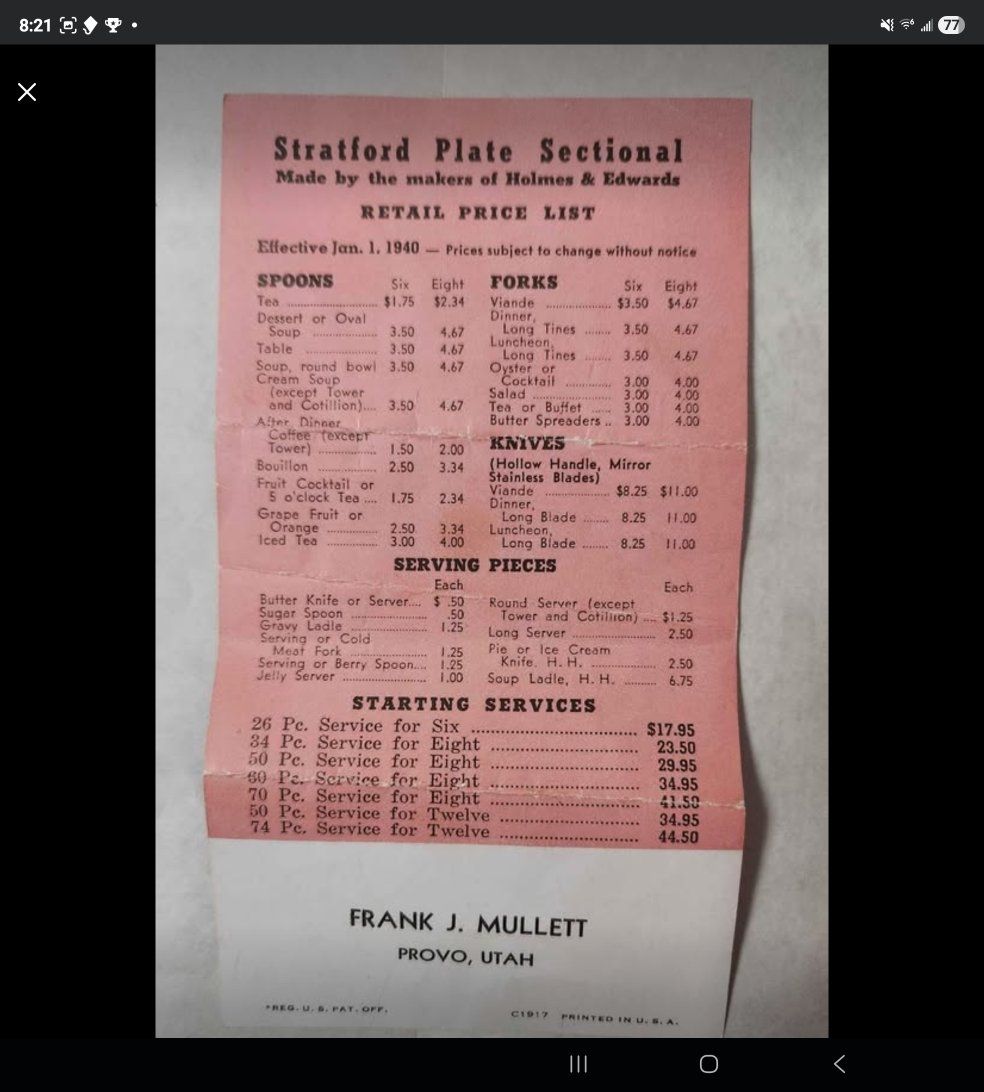 8:21
77
Stratford Plate Sectional
Made by the makers of Holmes & Edwards
RETAIL PRICE LIST
Effective Jan. 1, 1940 — Prices subject to change without notice
SPOONS Six Eight
Tea .................... $1.75 $2.34
Dessert or Oval
Soup .............. 3.50 4.67
Table ................ 3.50 4.67
Soup, round bowl 3.50 4.67
Cream Soup
(except Tower
and Cotillion).... 3.50 4.67
After Dinner
Coffee (except
Tower) ............. 1.50 2.00
Bouillon ............. 2.50 3.34
Fruit Cocktail or
5 o'clock Tea .... 1.75 2.34
Grape Fruit or
Orange ............ 2.50 3.34
Iced Tea ............ 3.00 4.00
FORKS Six Eight
Viande .............. $3.50 $4.67
Dinner,
Long Tines ....... 3.50 4.67
Luncheon,
Long Tines ....... 3.50 4.67
Oyster or
Cocktail ............ 3.00 4.00
Salad .................. 3.00 4.00
Tea or Buffet ..... 3.00 4.00
Butter Spreaders .. 3.00 4.00
KNIVES
(Hollow Handle, Mirror
Stainless Blades)
Viande .............. $8.25 $11.00
Dinner,
Long Blade ....... 8.25 11.00
Luncheon,
Long Blade ....... 8.25 11.00
SERVING PIECES
Each
Butter Knife or Server.... $ .50
Sugar Spoon .................. .50
Gravy Ladle .................. 1.25
Serving or Cold
Meat Fork .................. 1.25
Serving or Berry Spoon.... 1.25
Jelly Server .................... 1.00
Each
Round Server (except
Tower and Cotillion) .... $1.25
Long Server .................... 2.50
Pie or Ice Cream
Knife. H. H. ............... 2.50
Soup Ladle, H. H. ........ 6.75
STARTING SERVICES
26 Pc. Service for Six .................................... $17.95
34 Pc. Service for Eight ................................ 23.50
50 Pc. Service for Eight ................................ 29.95
60 Pc. Service for Eight ................................ 34.95
70 Pc. Service for Eight ................................ 41.50
50 Pc. Service for Twelve .............................. 34.95
74 Pc. Service for Twelve .............................. 44.50
FRANK J. MULLETT
PROVO, UTAH
*REG. U. S. PAT. OFF.
C1917 PRINTED IN U. S. A.